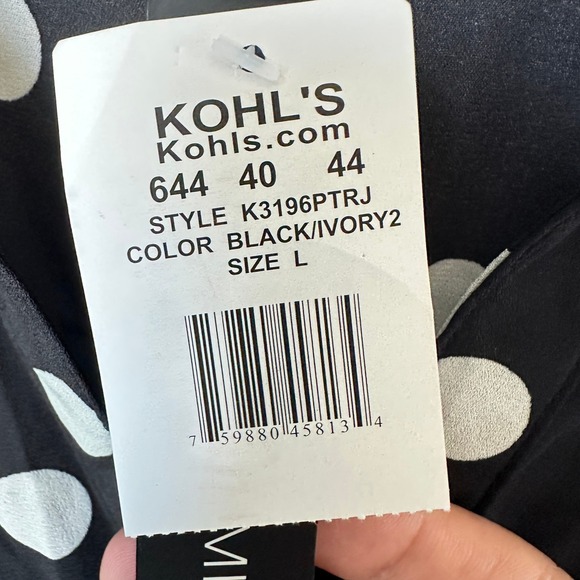 KOHL'S
Kohls.com
644 40 44
STYLE K3196PTRJ
COLOR BLACK/IVORY2
SIZE L
7 59880 45813 4